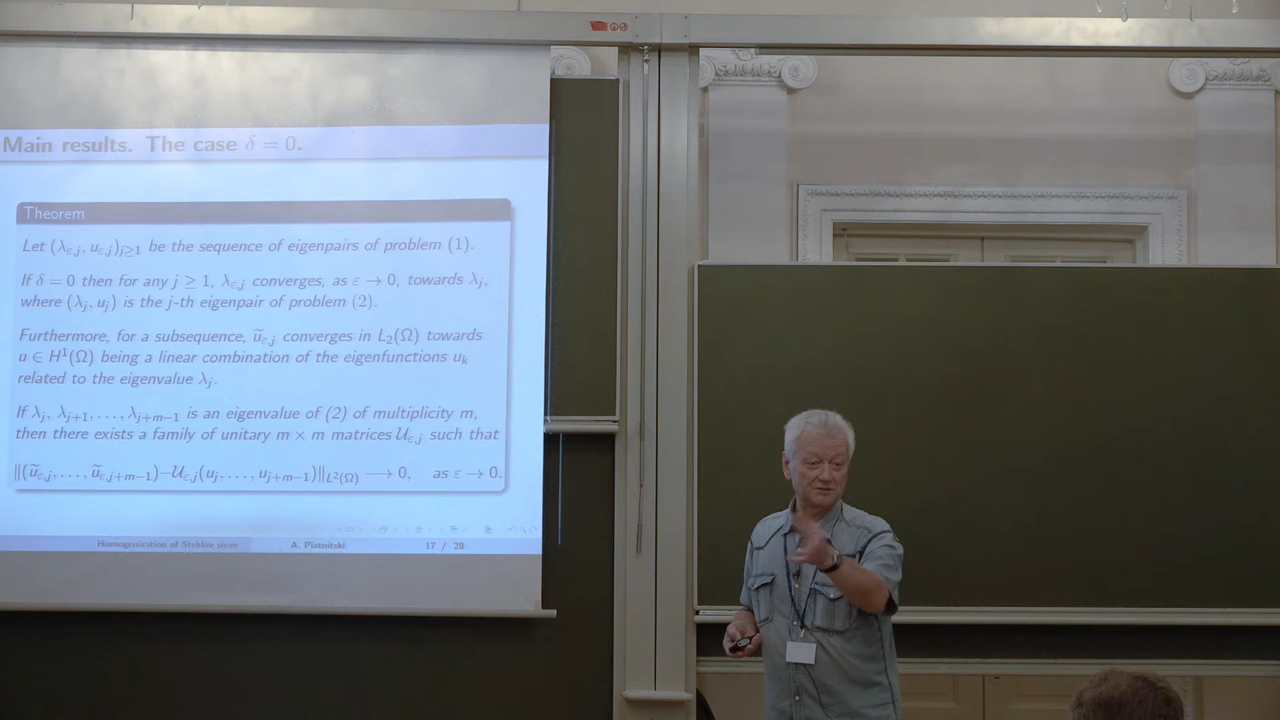 Main results. The case δ = 0.
Theorem
Let (λ_{ε,j}, u_{ε,j})_{j≥1} be the sequence of eigenpairs of problem (1).
If δ = 0 then for any j ≥ 1, λ_{ε,j} converges, as ε → 0, towards λ_j,
where (λ_j, u_j) is the j-th eigenpair of problem (2).
Furthermore, for a subsequence, ũ_{ε,j} converges in L_2(Ω) towards
u ∈ H^1(Ω) being a linear combination of the eigenfunctions u_k
related to the eigenvalue λ_j.
If λ_j, λ_{j+1}, . . . , λ_{j+m−1} is an eigenvalue of (2) of multiplicity m,
then there exists a family of unitary m × m matrices 𝒰_{ε,j} such that
‖(ũ_{ε,j}, . . . , ũ_{ε,j+m−1})−𝒰_{ε,j}(u_j, . . . , u_{j+m−1})‖_{L^2(Ω)} ⟶ 0, as ε → 0.
Homogenization of Steklov sieve A. Piatnitski 17 / 28